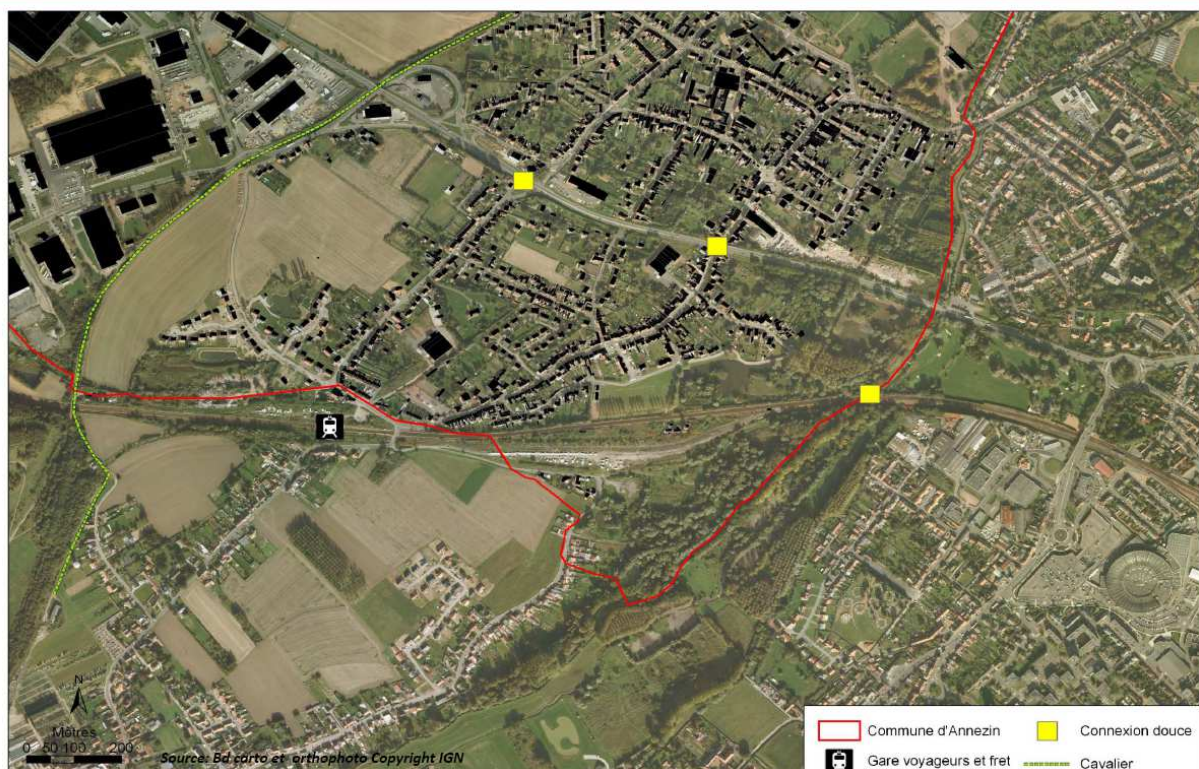 N
Mètres
0 50 100 200
Source: Bd carto et orthophoto Copyright IGN
Commune d'Annezin
Connexion douce
Gare voyageurs et fret
Cavalier